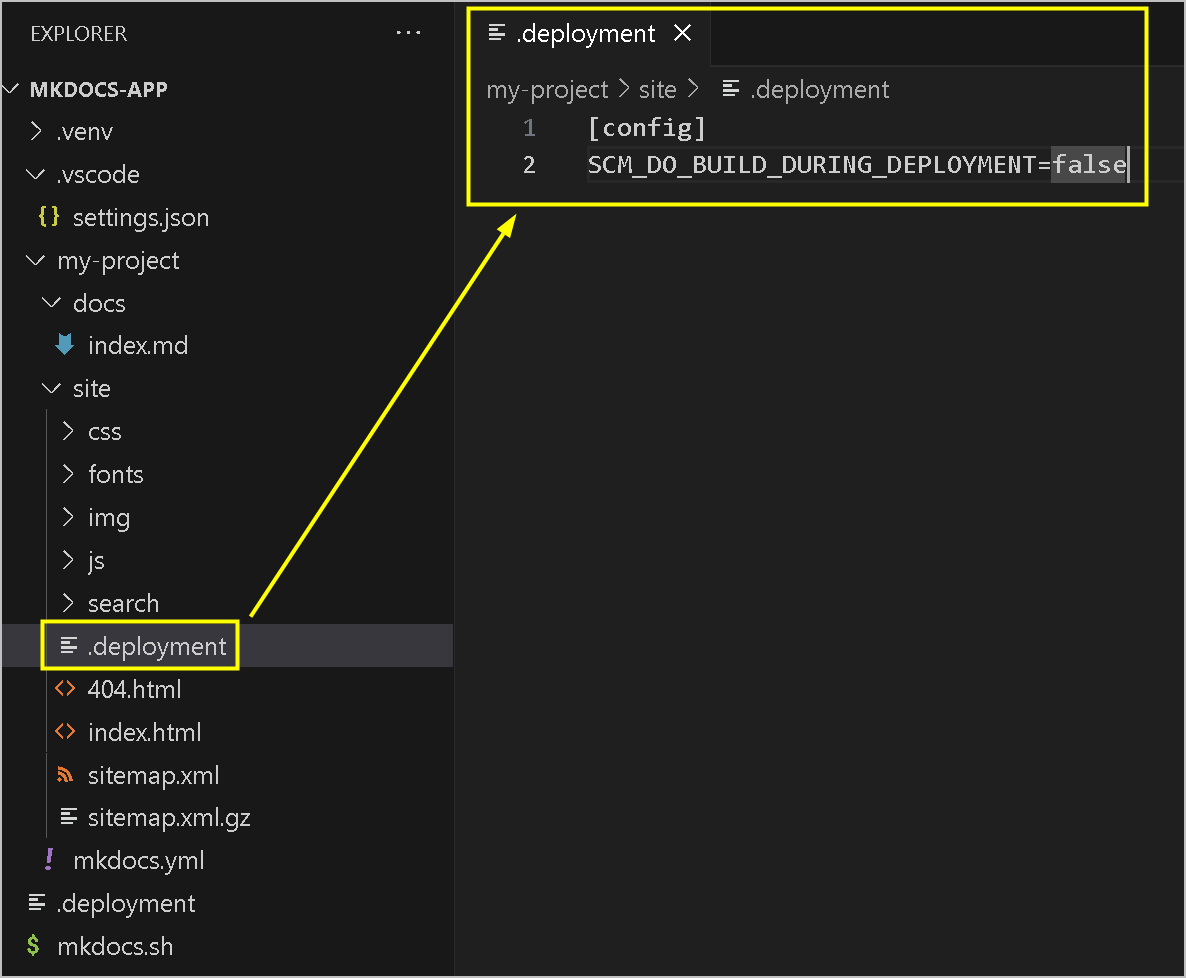 EXPLORER
MKDOCS-APP
.venv
.vscode
{} settings.json
my-project
docs
index.md
site
css
fonts
img
js
search
.deployment
<> 404.html
<> index.html
sitemap.xml
sitemap.xml.gz
! mkdocs.yml
.deployment
$ mkdocs.sh
.deployment
my-project > site > .deployment
1 [config]
2 SCM_DO_BUILD_DURING_DEPLOYMENT=false